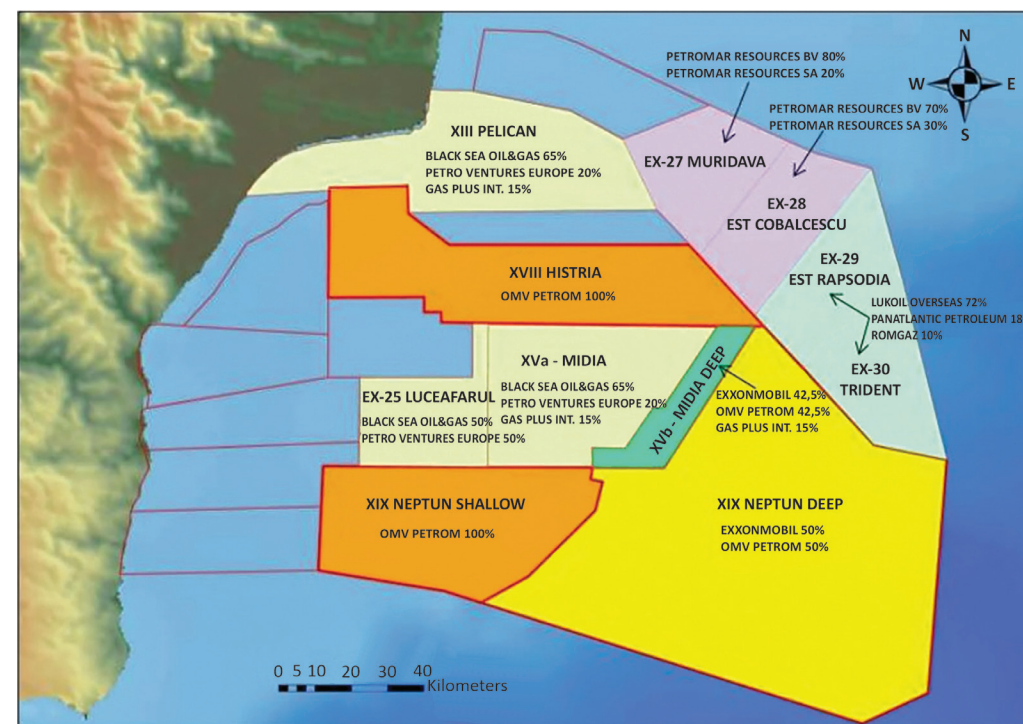 N
W E
S
PETROMAR RESOURCES BV 80%
PETROMAR RESOURCES SA 20%
PETROMAR RESOURCES BV 70%
PETROMAR RESOURCES SA 30%
XIII PELICAN
BLACK SEA OIL&GAS 65%
PETRO VENTURES EUROPE 20%
GAS PLUS INT. 15%
EX-27 MURIDAVA
EX-28
EST COBALCESCU
EX-29
EST RAPSODIA
XVIII HISTRIA
OMV PETROM 100%
LUKOIL OVERSEAS 72%
PANATLANTIC PETROLEUM 18
ROMGAZ 10%
EX-30
TRIDENT
XVa - MIDIA
BLACK SEA OIL&GAS 65%
PETRO VENTURES EUROPE 20%
GAS PLUS INT. 15%
EX-25 LUCEAFARUL
BLACK SEA OIL&GAS 50%
PETRO VENTURES EUROPE 50%
XVb - MIDIA DEEP
EXXONMOBIL 42,5%
OMV PETROM 42,5%
GAS PLUS INT. 15%
XIX NEPTUN SHALLOW
OMV PETROM 100%
XIX NEPTUN DEEP
EXXONMOBIL 50%
OMV PETROM 50%
0 5 10 20 30 40
Kilometers